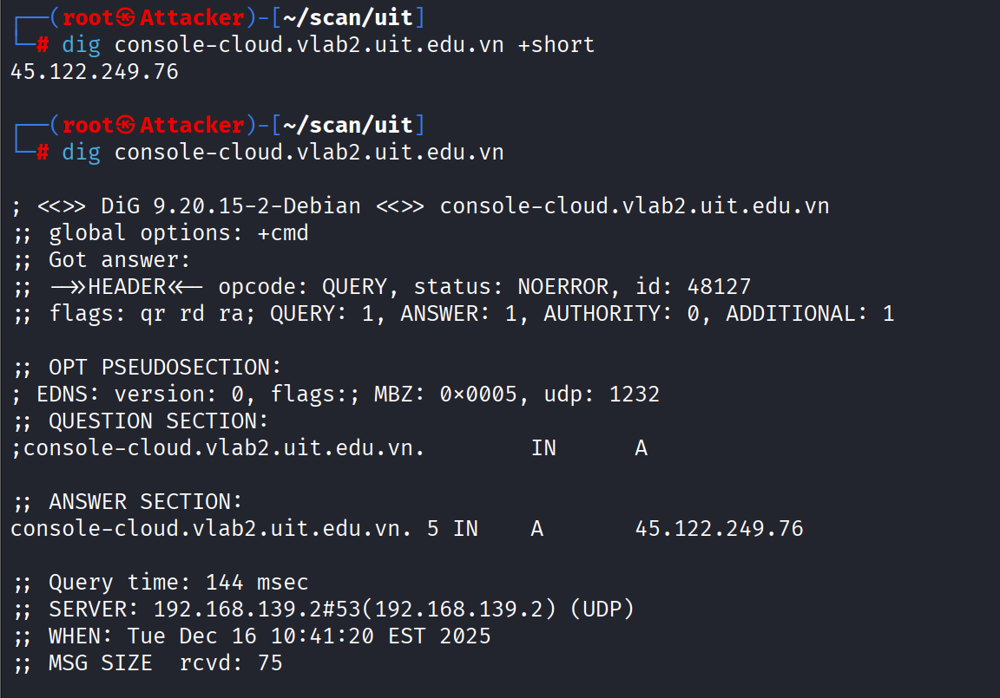 ┌──(root㉿Attacker)-[~/scan/uit]
└─# dig console-cloud.vlab2.uit.edu.vn +short
45.122.249.76
┌──(root㉿Attacker)-[~/scan/uit]
└─# dig console-cloud.vlab2.uit.edu.vn
; <<>> DiG 9.20.15-2-Debian <<>> console-cloud.vlab2.uit.edu.vn
;; global options: +cmd
;; Got answer:
;; ->>HEADER<<- opcode: QUERY, status: NOERROR, id: 48127
;; flags: qr rd ra; QUERY: 1, ANSWER: 1, AUTHORITY: 0, ADDITIONAL: 1
;; OPT PSEUDOSECTION:
; EDNS: version: 0, flags:; MBZ: 0x0005, udp: 1232
;; QUESTION SECTION:
;console-cloud.vlab2.uit.edu.vn. IN A
;; ANSWER SECTION:
console-cloud.vlab2.uit.edu.vn. 5 IN A 45.122.249.76
;; Query time: 144 msec
;; SERVER: 192.168.139.2#53(192.168.139.2) (UDP)
;; WHEN: Tue Dec 16 10:41:20 EST 2025
;; MSG SIZE rcvd: 75